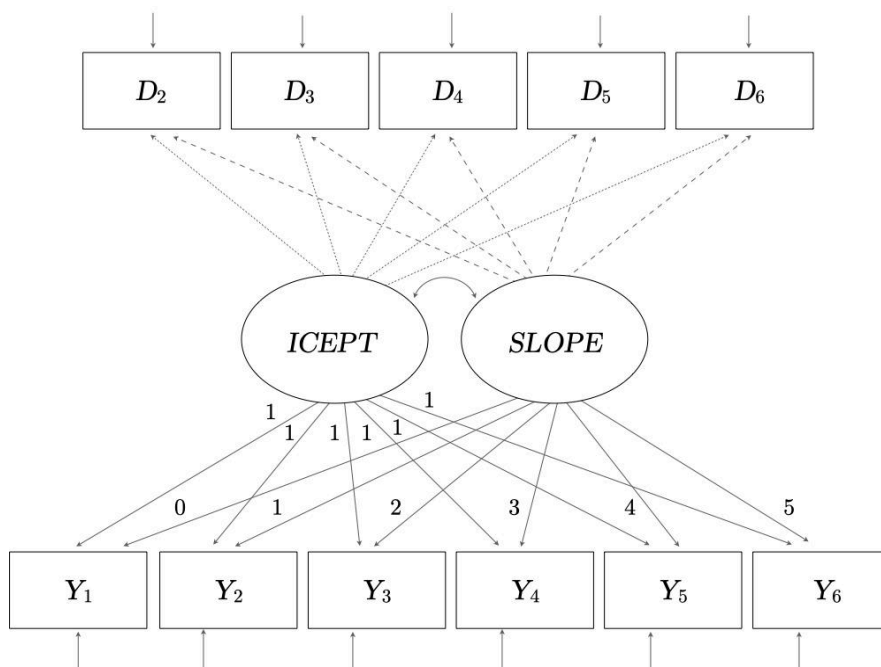 D₂ D₃ D₄ D₅ D₆
ICEPT SLOPE
1 1 1 1 1 1
0 1 2 3 4 5
Y₁ Y₂ Y₃ Y₄ Y₅ Y₆